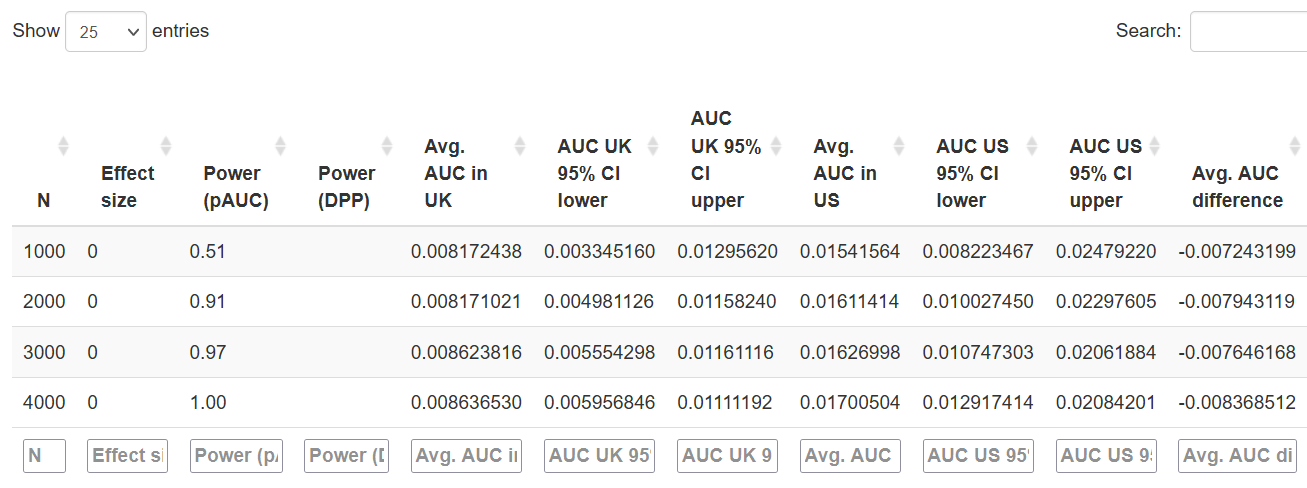 Show 25 entries Search:
N Effect size Power (pAUC) Power (DPP) Avg. AUC in UK AUC UK 95% CI lower AUC UK 95% CI upper Avg. AUC in US AUC US 95% CI lower AUC US 95% CI upper Avg. AUC difference
1000 0 0.51 0.008172438 0.003345160 0.01295620 0.01541564 0.008223467 0.02479220 -0.007243199
2000 0 0.91 0.008171021 0.004981126 0.01158240 0.01611414 0.010027450 0.02297605 -0.007943119
3000 0 0.97 0.008623816 0.005554298 0.01161116 0.01626998 0.010747303 0.02061884 -0.007646168
4000 0 1.00 0.008636530 0.005956846 0.01111192 0.01700504 0.012917414 0.02084201 -0.008368512
N Effect si Power (pA Power (D Avg. AUC in AUC UK 95% AUC UK 9 Avg. AUC AUC US 95% AUC US 95 Avg. AUC di